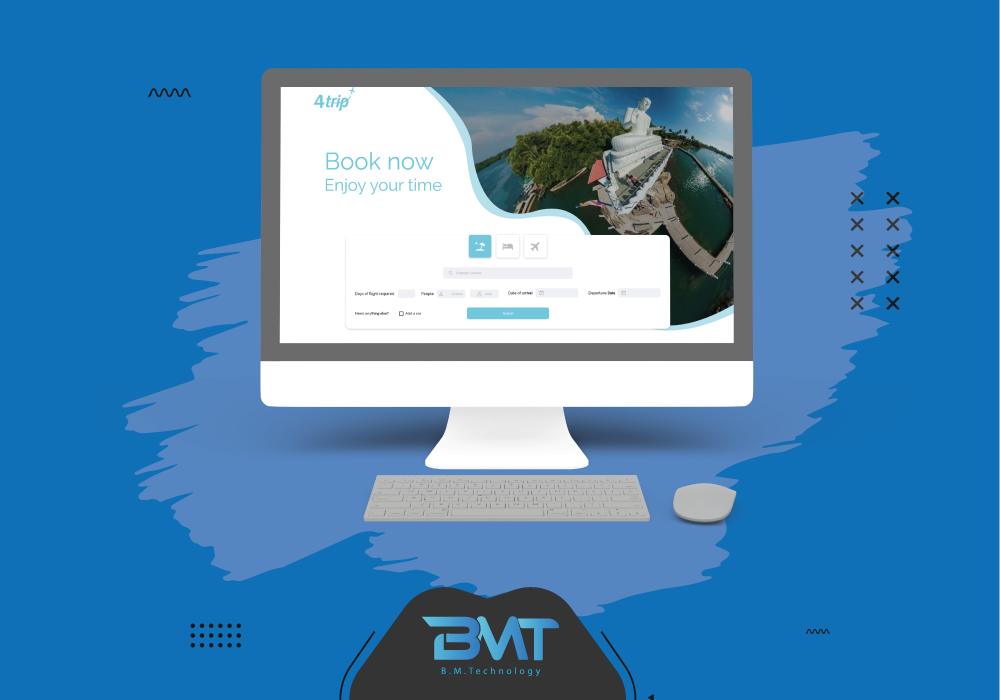 4trip
Book now
Enjoy your time
Days of flight required
People
Date of arrival
Departure Date
Need anything else?
Add a car
Search
BMT
B.M.Technology